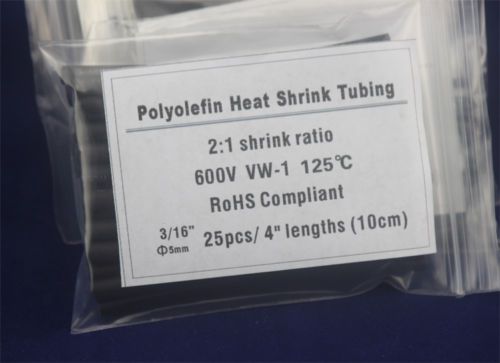 Polyolefin Heat Shrink Tubing
2:1 shrink ratio
600V VW-1 125℃
RoHS Compliant
3/16"
Φ5mm
25pcs/ 4" lengths (10cm)